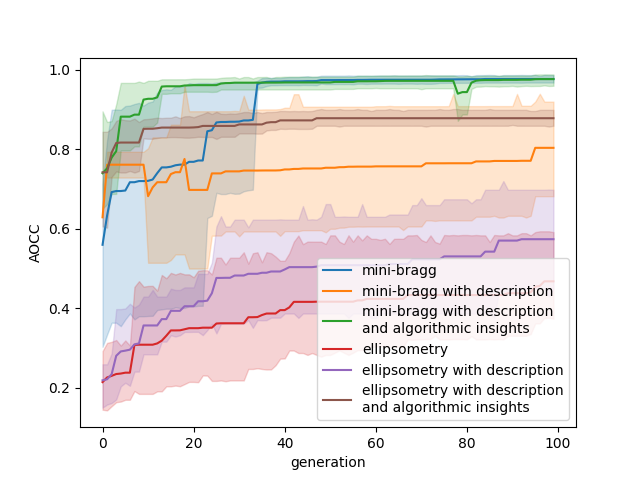 1.0
0.8
0.6
0.4
0.2
AOCC
mini-bragg
mini-bragg with description
mini-bragg with description
and algorithmic insights
ellipsometry
ellipsometry with description
ellipsometry with description
and algorithmic insights
0 20 40 60 80 100
generation